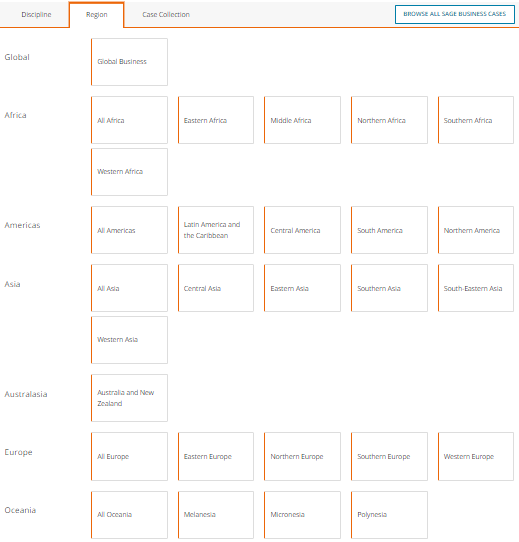 Discipline Region Case Collection BROWSE ALL SAGE BUSINESS CASES
Global
Global Business
Africa
All Africa Eastern Africa Middle Africa Northern Africa Southern Africa
Western Africa
Americas
All Americas Latin America and the Caribbean Central America South America Northern America
Asia
All Asia Central Asia Eastern Asia Southern Asia South-Eastern Asia
Western Asia
Australasia
Australia and New
Zealand
Europe
All Europe Eastern Europe Northern Europe Southern Europe Western Europe
Oceania
All Oceania Melanesia Micronesia Polynesia